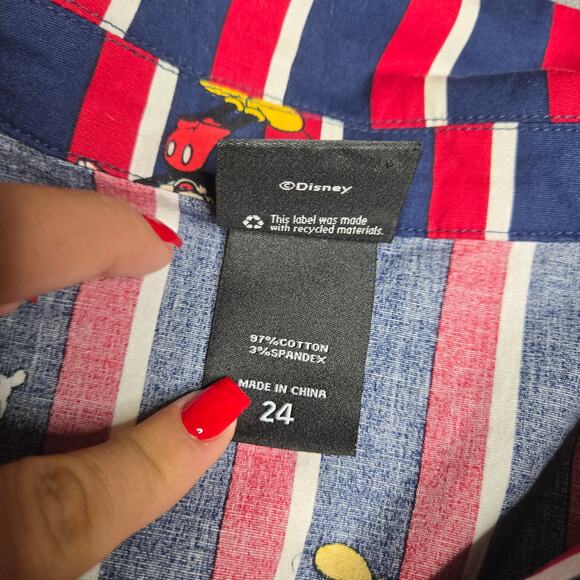 ©Disney
This label was made
with recycled materials.
97%COTTON
3%SPANDEX
MADE IN CHINA
24